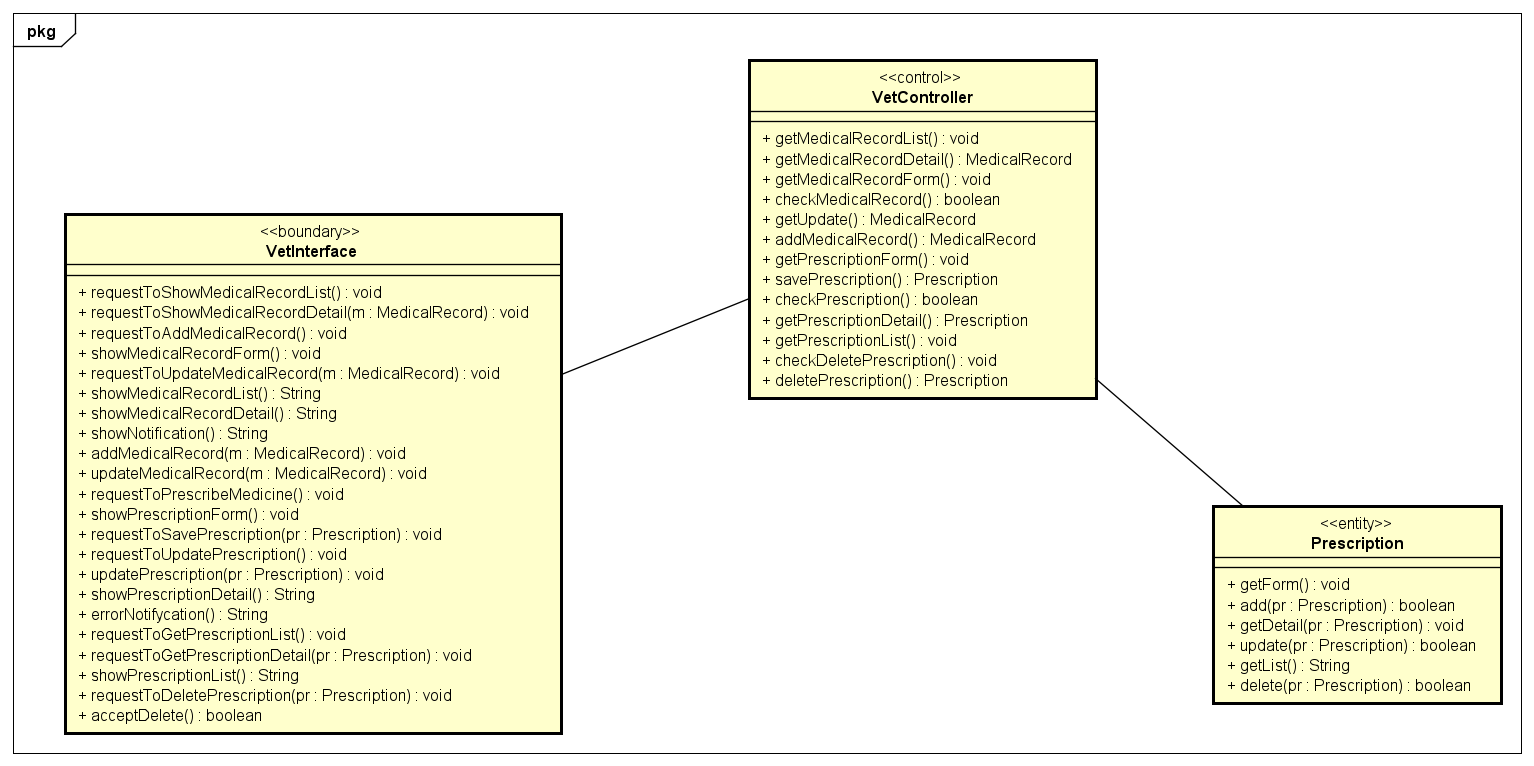 pkg
<<control>>
VetController
+ getMedicalRecordList() : void
+ getMedicalRecordDetail() : MedicalRecord
+ getMedicalRecordForm() : void
+ checkMedicalRecord() : boolean
+ getUpdate() : MedicalRecord
+ addMedicalRecord() : MedicalRecord
+ getPrescriptionForm() : void
+ savePrescription() : Prescription
+ checkPrescription() : boolean
+ getPrescriptionDetail() : Prescription
+ getPrescriptionList() : void
+ checkDeletePrescription() : void
+ deletePrescription() : Prescription
<<boundary>>
VetInterface
+ requestToShowMedicalRecordList() : void
+ requestToShowMedicalRecordDetail(m : MedicalRecord) : void
+ requestToAddMedicalRecord() : void
+ showMedicalRecordForm() : void
+ requestToUpdateMedicalRecord(m : MedicalRecord) : void
+ showMedicalRecordList() : String
+ showMedicalRecordDetail() : String
+ showNotification() : String
+ addMedicalRecord(m : MedicalRecord) : void
+ updateMedicalRecord(m : MedicalRecord) : void
+ requestToPrescribeMedicine() : void
+ showPrescriptionForm() : void
+ requestToSavePrescription(pr : Prescription) : void
+ requestToUpdatePrescription() : void
+ updatePrescription(pr : Prescription) : void
+ showPrescriptionDetail() : String
+ errorNotifycation() : String
+ requestToGetPrescriptionList() : void
+ requestToGetPrescriptionDetail(pr : Prescription) : void
+ showPrescriptionList() : String
+ requestToDeletePrescription(pr : Prescription) : void
+ acceptDelete() : boolean
<<entity>>
Prescription
+ getForm() : void
+ add(pr : Prescription) : boolean
+ getDetail(pr : Prescription) : void
+ update(pr : Prescription) : boolean
+ getList() : String
+ delete(pr : Prescription) : boolean